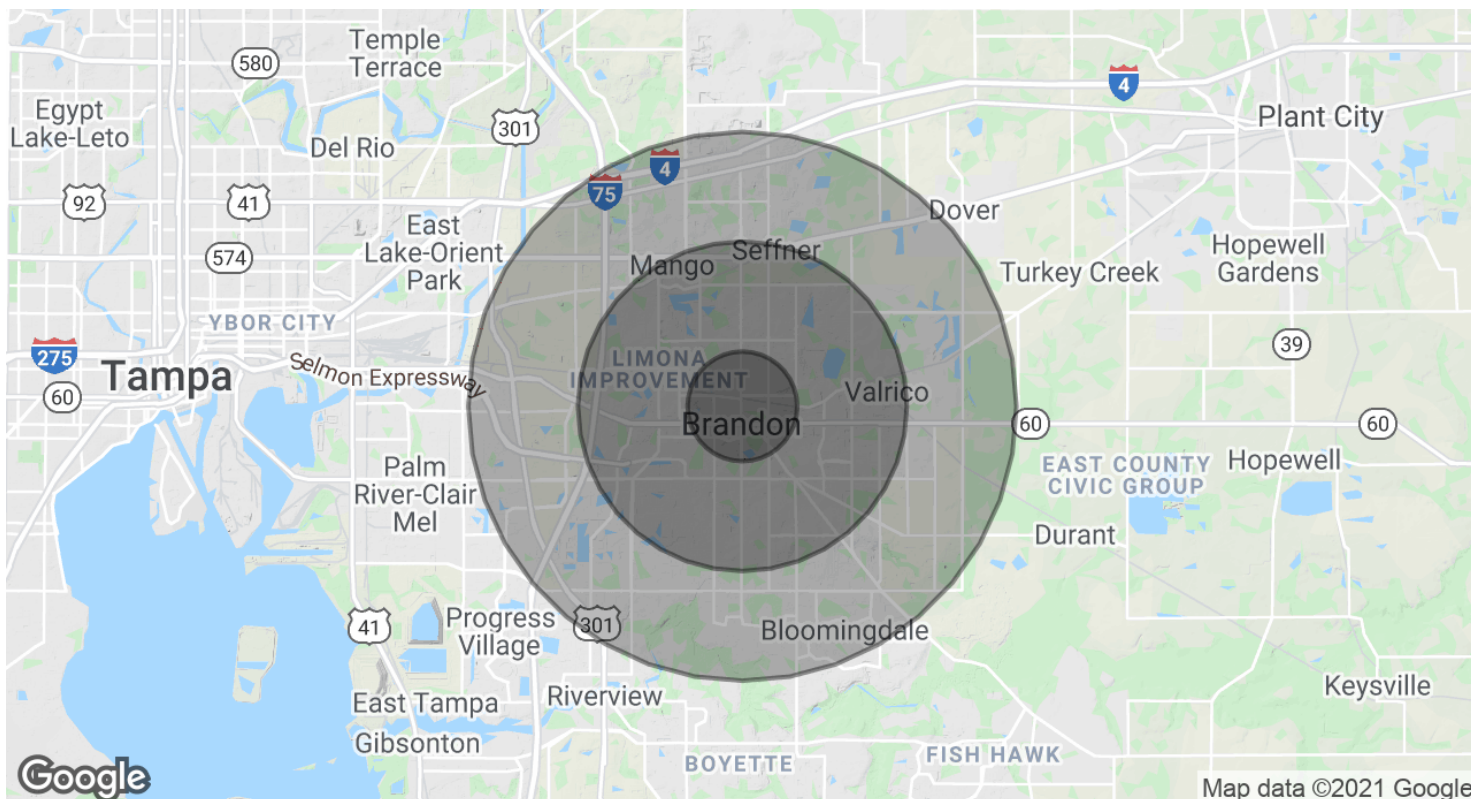 Temple
Terrace
580
4
Egypt
Lake-Leto
301
Plant City
Del Rio
4
75
92
41
East
Lake-Orient
Park
Dover
574
Mango
Seffner
Turkey Creek
Hopewell
Gardens
YBOR CITY
275
Tampa
Selmon Expressway
LIMONA
IMPROVEMENT
39
60
Valrico
Brandon
60
60
Palm
River-Clair
Mel
EAST COUNTY
CIVIC GROUP
Hopewell
Durant
41
Progress
Village
301
Bloomingdale
East Tampa
Riverview
Keysville
Gibsonton
BOYETTE
FISH HAWK
Google
Map data ©2021 Google